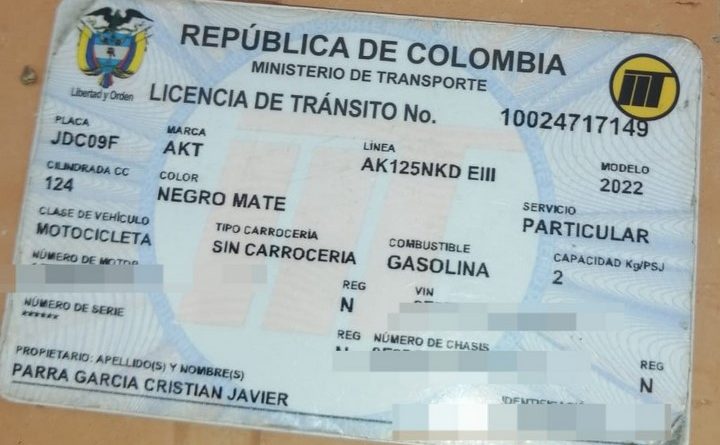 REPÚBLICA DE COLOMBIA
MINISTERIO DE TRANSPORTE
Libertad y Orden
LICENCIA DE TRÁNSITO No. 10024717149
PLACA MARCA LÍNEA MODELO
JDC09F AKT AK125NKD EIII 2022
CILINDRADA CC COLOR SERVICIO
124 NEGRO MATE PARTICULAR
CLASE DE VEHÍCULO TIPO CARROCERÍA COMBUSTIBLE CAPACIDAD Kg/PSJ
MOTOCICLETA SIN CARROCERIA GASOLINA 2
NÚMERO DE MOTOR REG VIN
N
NÚMERO DE SERIE REG NÚMERO DE CHASIS REG
****** N N
PROPIETARIO: APELLIDO(S) Y NOMBRE(S)
PARRA GARCIA CRISTIAN JAVIER